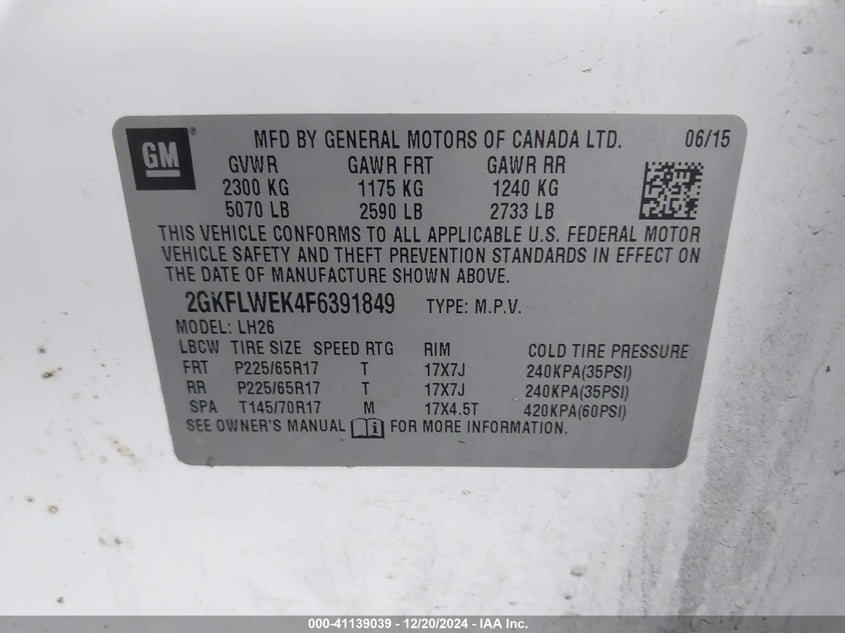 GM ®
MFD BY GENERAL MOTORS OF CANADA LTD. 06/15
GVWR GAWR FRT GAWR RR
2300 KG 1175 KG 1240 KG
5070 LB 2590 LB 2733 LB
THIS VEHICLE CONFORMS TO ALL APPLICABLE U.S. FEDERAL MOTOR
VEHICLE SAFETY AND THEFT PREVENTION STANDARDS IN EFFECT ON
THE DATE OF MANUFACTURE SHOWN ABOVE.
2GKFLWEK4F6391849 TYPE: M.P.V.
MODEL: LH26
LBCW TIRE SIZE SPEED RTG RIM COLD TIRE PRESSURE
FRT P225/65R17 T 17X7J 240KPA(35PSI)
RR P225/65R17 T 17X7J 240KPA(35PSI)
SPA T145/70R17 M 17X4.5T 420KPA(60PSI)
SEE OWNER'S MANUAL i FOR MORE INFORMATION.
000-41139039 - 12/20/2024 - IAA Inc.